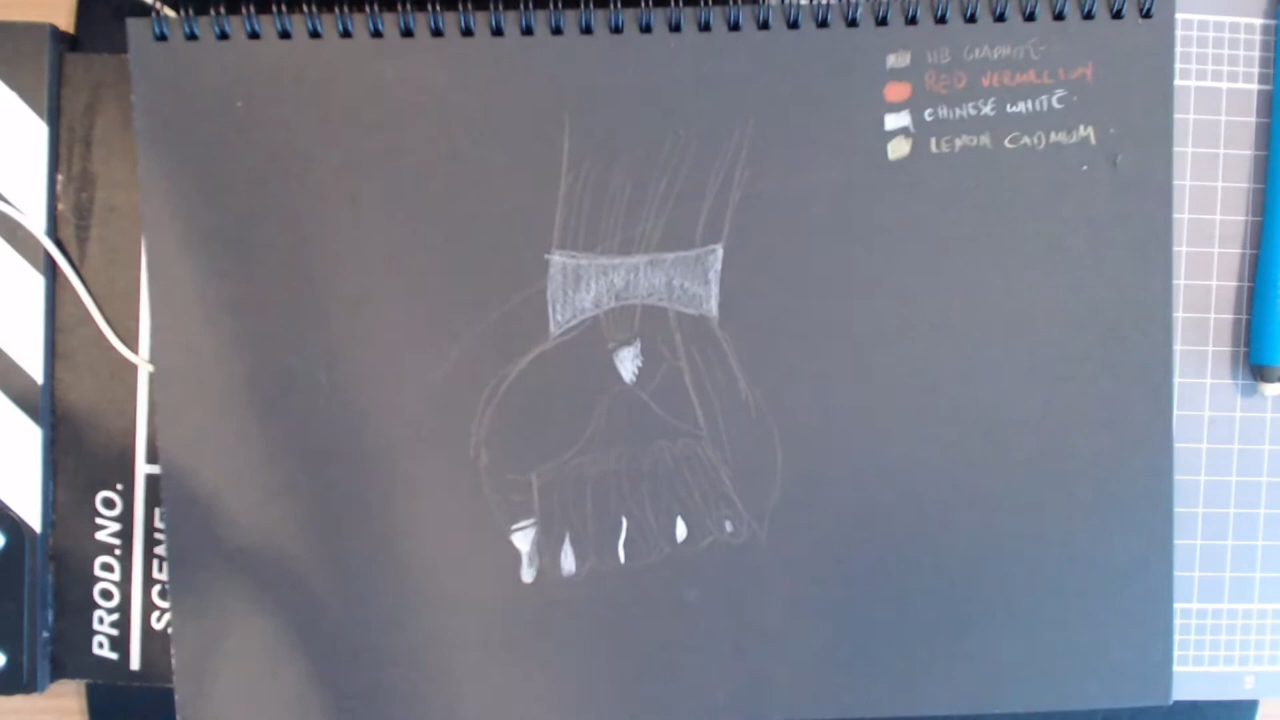 HB GRAPHITE
RED VERMILLION
CHINESE WHITE
LEMON CADMIUM
PROD.NO.
SCENE